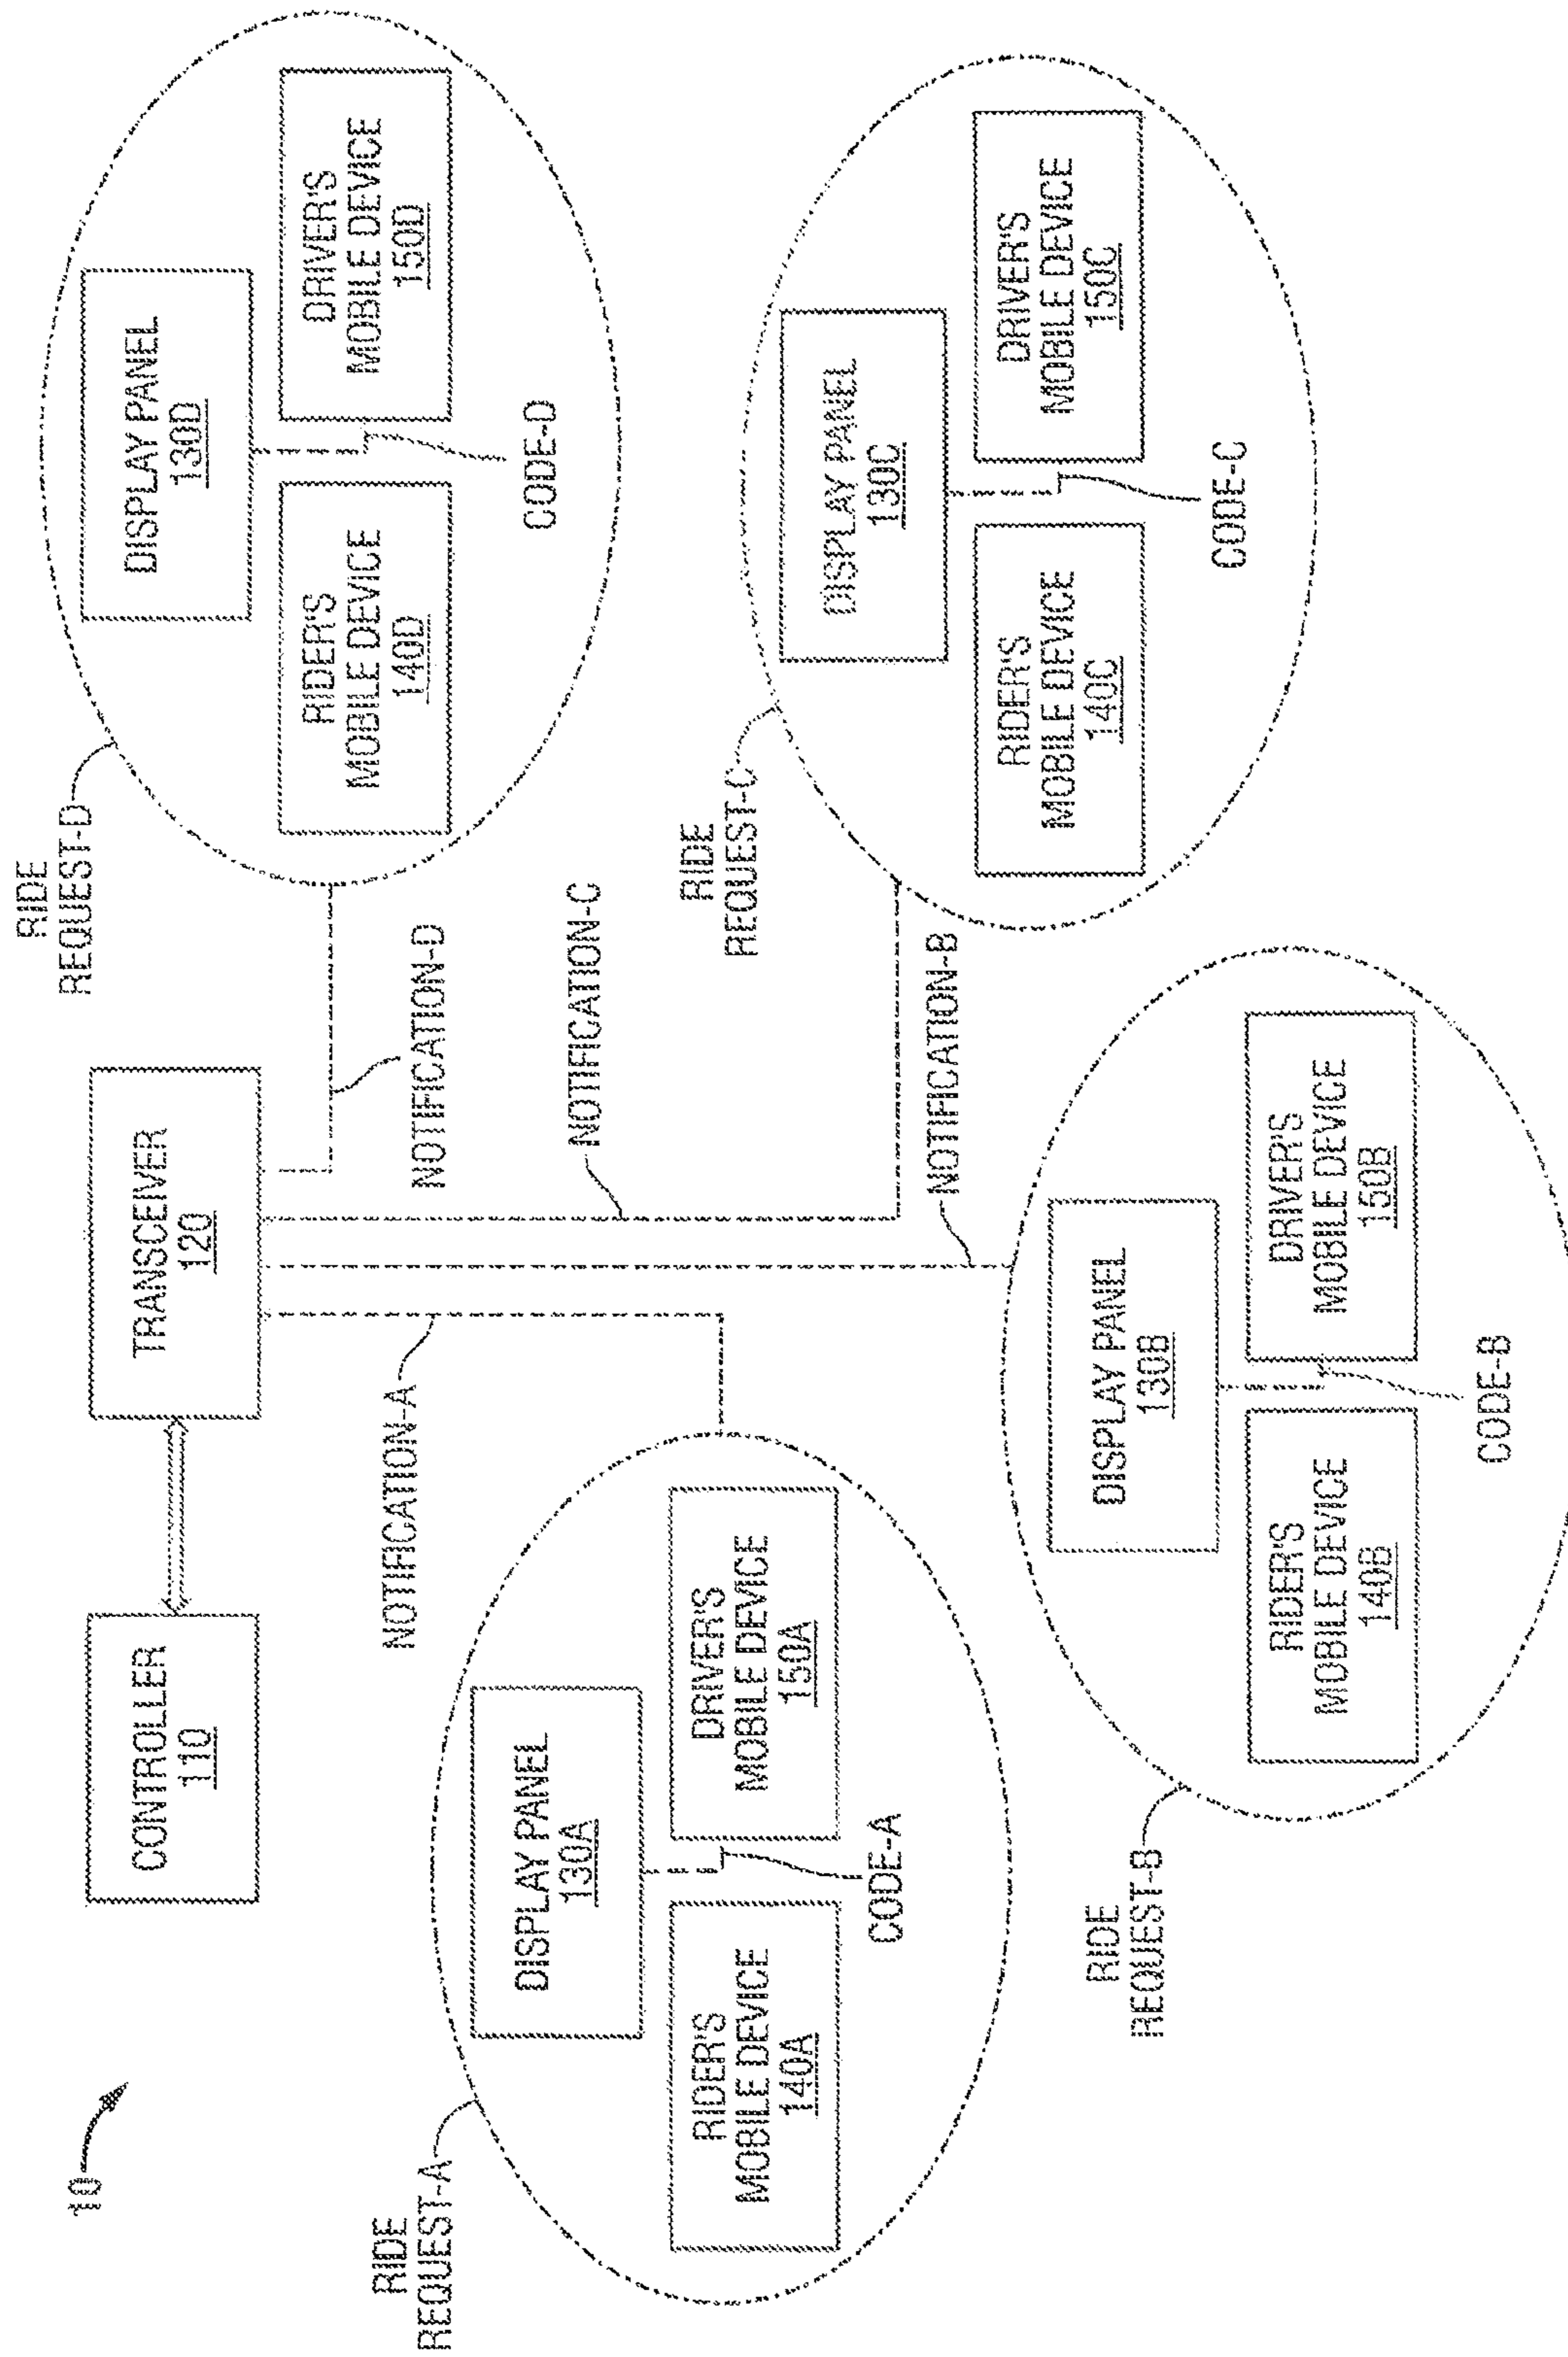 10
CONTROLLER
110
TRANSCEIVER
120
RIDE
REQUEST-A
DISPLAY PANEL
130A
RIDER'S
MOBILE DEVICE
140A
DRIVER'S
MOBILE DEVICE
150A
CODE-A
NOTIFICATION-A
RIDE
REQUEST-B
DISPLAY PANEL
130B
RIDER'S
MOBILE DEVICE
140B
DRIVER'S
MOBILE DEVICE
150B
CODE-B
NOTIFICATION-B
RIDE
REQUEST-C
DISPLAY PANEL
130C
RIDER'S
MOBILE DEVICE
140C
DRIVER'S
MOBILE DEVICE
150C
CODE-C
NOTIFICATION-C
RIDE
REQUEST-D
DISPLAY PANEL
130D
RIDER'S
MOBILE DEVICE
140D
DRIVER'S
MOBILE DEVICE
150D
CODE-D
NOTIFICATION-D